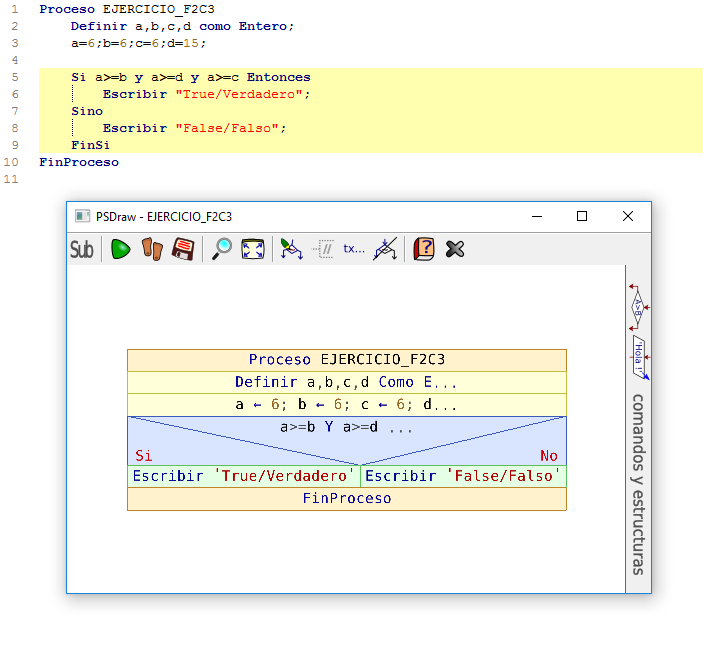 1 Proceso EJERCICIO_F2C3
2 Definir a,b,c,d como Entero;
3 a=6;b=6;c=6;d=15;
4
5 Si a>=b y a>=d y a>=c Entonces
6 Escribir "True/Verdadero";
7 Sino
8 Escribir "False/Falso";
9 FinSi
10 FinProceso
11
PSDraw - EJERCICIO_F2C3
Sub // tx... ?
Proceso EJERCICIO_F2C3
Definir a,b,c,d Como E...
a ← 6; b ← 6; c ← 6; d...
a>=b Y a>=d ...
Si No
Escribir 'True/Verdadero' Escribir 'False/Falso'
FinProceso
A>B
"Hola !"
comandos y estructuras